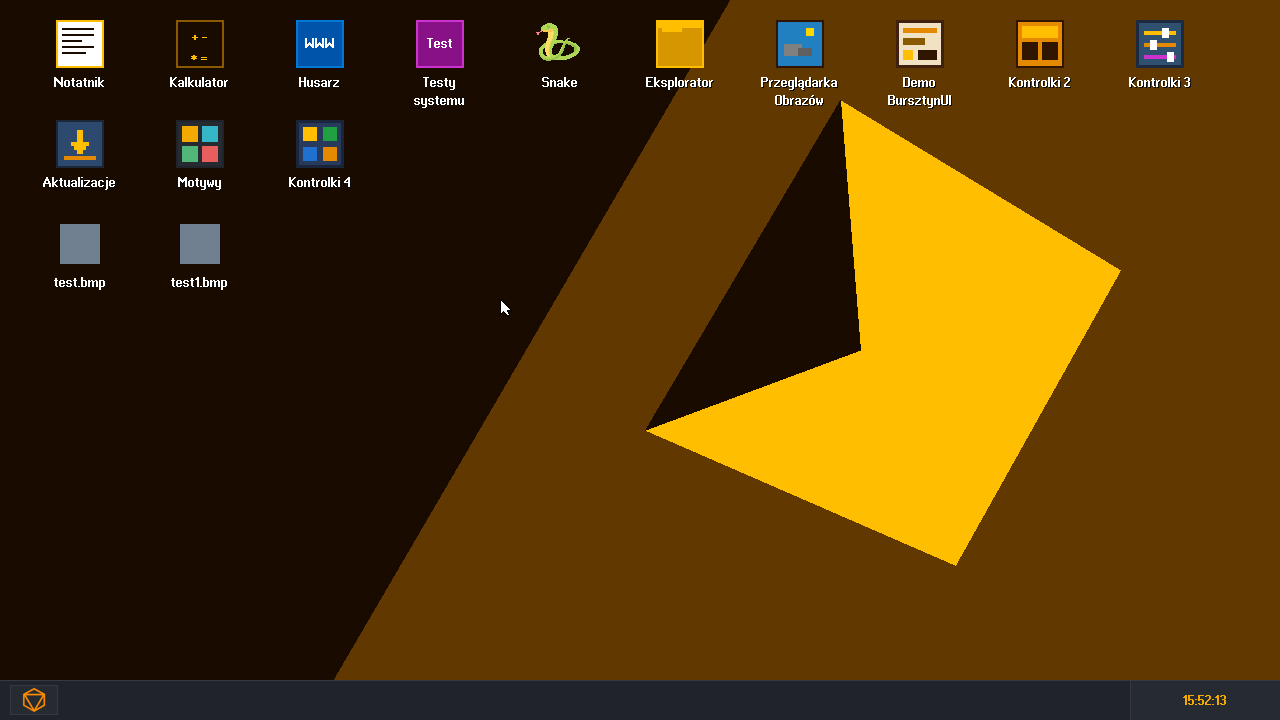 + -
* =
WWW
Test
Notatnik
Kalkulator
Husarz
Testy
systemu
Snake
Eksplorator
Przeglądarka
Obrazów
Demo
BursztynUI
Kontrolki 2
Kontrolki 3
Aktualizacje
Motywy
Kontrolki 4
test.bmp
test1.bmp
15:52:13